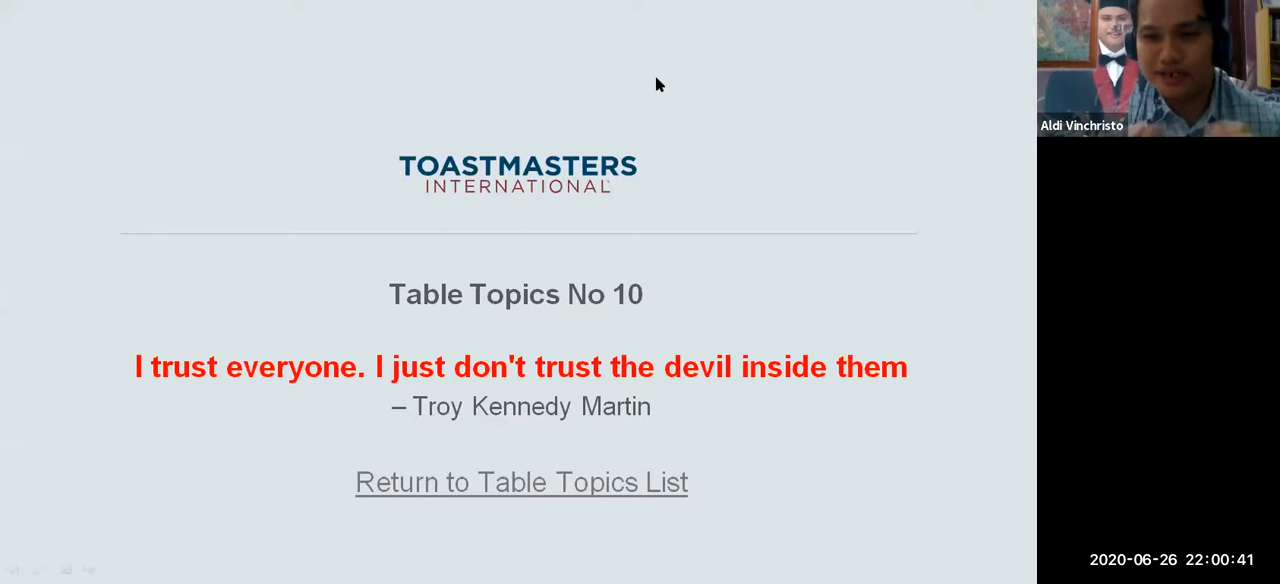 Aldi Vinchristo
TOASTMASTERS
INTERNATIONAL
Table Topics No 10
I trust everyone. I just don't trust the devil inside them
– Troy Kennedy Martin
Return to Table Topics List
2020-06-26 22:00:41